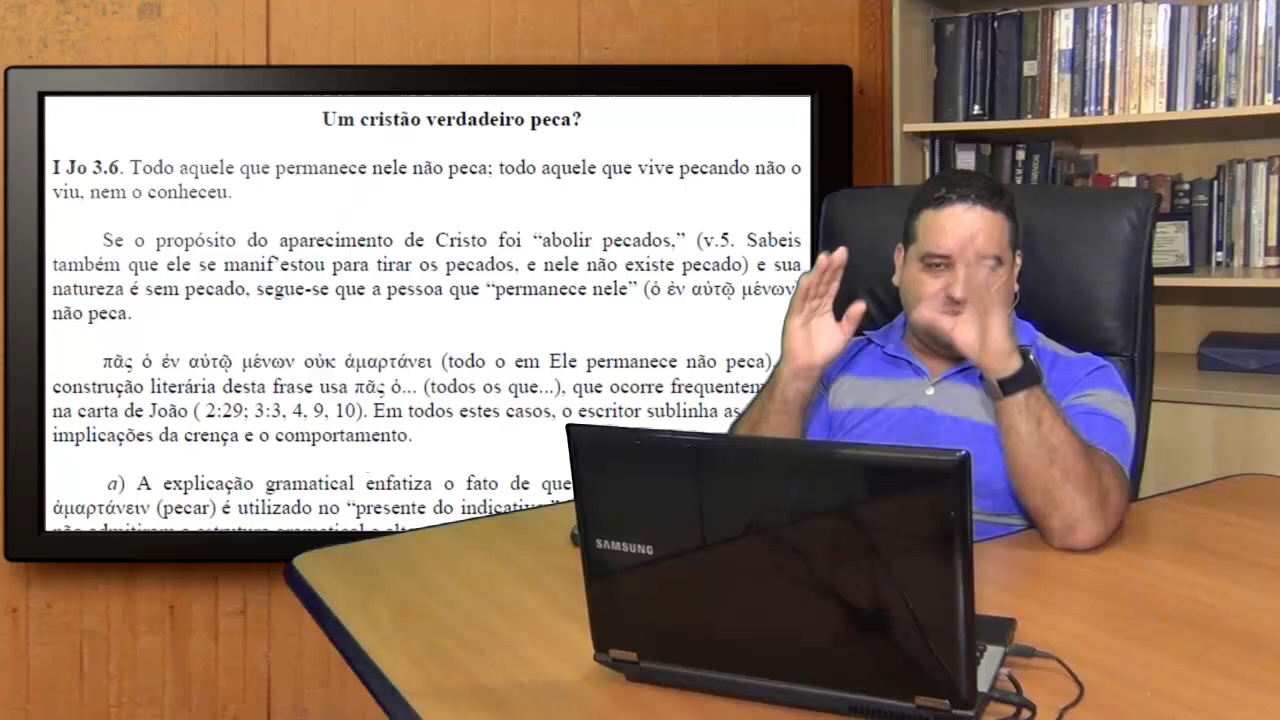 Um cristão verdadeiro peca?
I Jo 3.6. Todo aquele que permanece nele não peca; todo aquele que vive pecando não o
viu, nem o conheceu.
Se o propósito do aparecimento de Cristo foi “abolir pecados,” (v.5. Sabeis
também que ele se manifestou para tirar os pecados, e nele não existe pecado) e sua
natureza é sem pecado, segue-se que a pessoa que “permanece nele” (ὁ ἐν αὐτῷ μένων)
não peca.
πᾶς ὁ ἐν αὐτῷ μένων οὐκ ἁμαρτάνει (todo o em Ele permanece não peca),
construção literária desta frase usa πᾶς ὁ... (todos os que...), que ocorre
na carta de João ( 2:29; 3:3, 4, 9, 10). Em todos estes casos, o escritor sublinha as
implicações da crença e o comportamento.
a) A explicação gramatical enfatiza o fato de que
ἁμαρτάνειν (pecar) é utilizado no “presente do indicativo
SAMSUNG